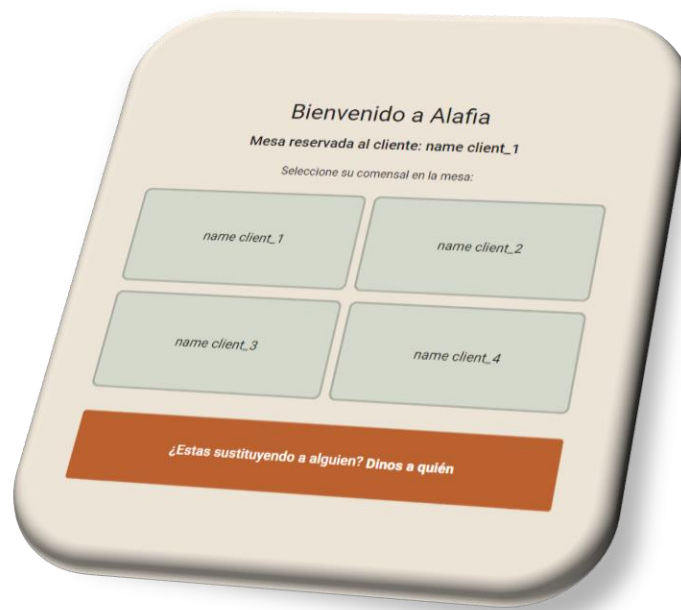 Bienvenido a Alafia
Mesa reservada al cliente: name client_1
Seleccione su comensal en la mesa:
name client_1
name client_2
name client_3
name client_4
¿Estas sustituyendo a alguien? Dinos a quién